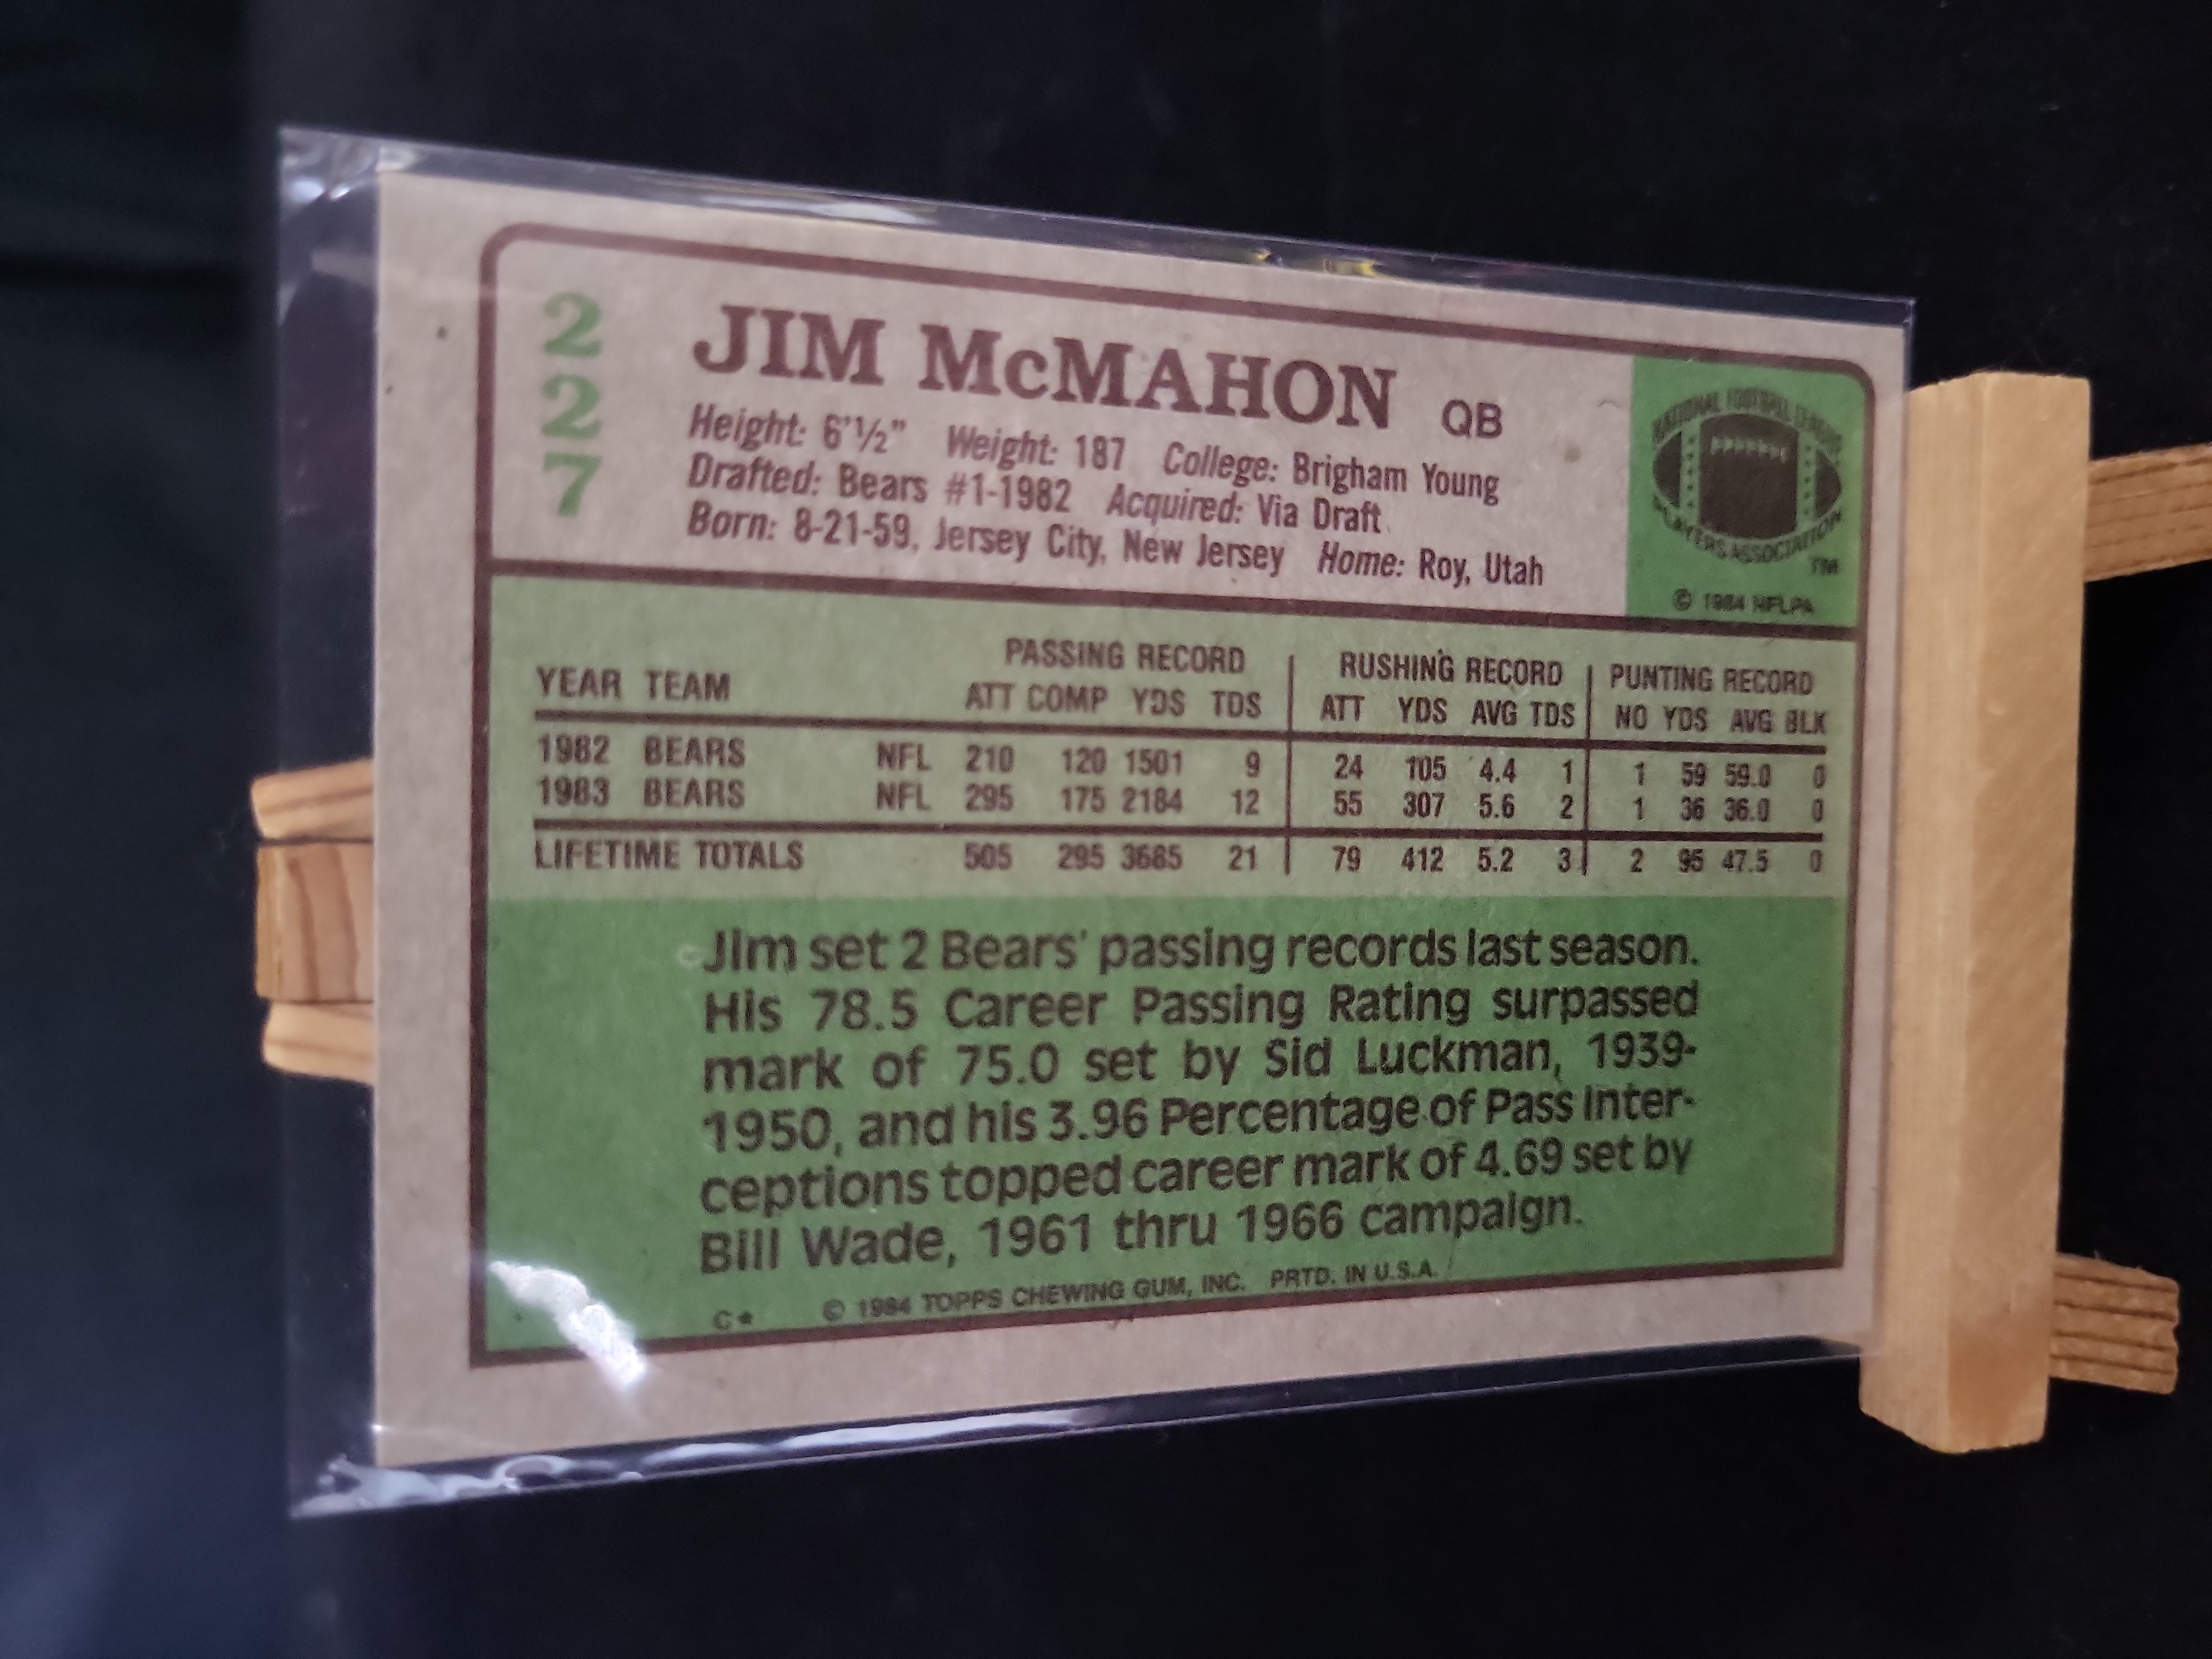 227
JIM McMAHON QB
Height: 6'½" Weight: 187 College: Brigham Young
Drafted: Bears #1-1982 Acquired: Via Draft
Born: 8-21-59, Jersey City, New Jersey Home: Roy, Utah
NATIONAL FOOTBALL LEAGUE
PLAYERS ASSOCIATION
TM
© 1984 NFLPA
PASSING RECORD RUSHING RECORD PUNTING RECORD
YEAR TEAM ATT COMP YDS TDS ATT YDS AVG TDS NO YDS AVG BLK
1982 BEARS NFL 210 120 1501 9 24 105 4.4 1 1 59 59.0 0
1983 BEARS NFL 295 175 2184 12 55 307 5.6 2 1 36 36.0 0
LIFETIME TOTALS 505 295 3685 21 79 412 5.2 3 2 95 47.5 0
Jim set 2 Bears' passing records last season.
His 78.5 Career Passing Rating surpassed
mark of 75.0 set by Sid Luckman, 1939-
1950, and his 3.96 Percentage of Pass Inter-
ceptions topped career mark of 4.69 set by
Bill Wade, 1961 thru 1966 campaign.
C* © 1984 TOPPS CHEWING GUM, INC. PRTD. IN U.S.A.